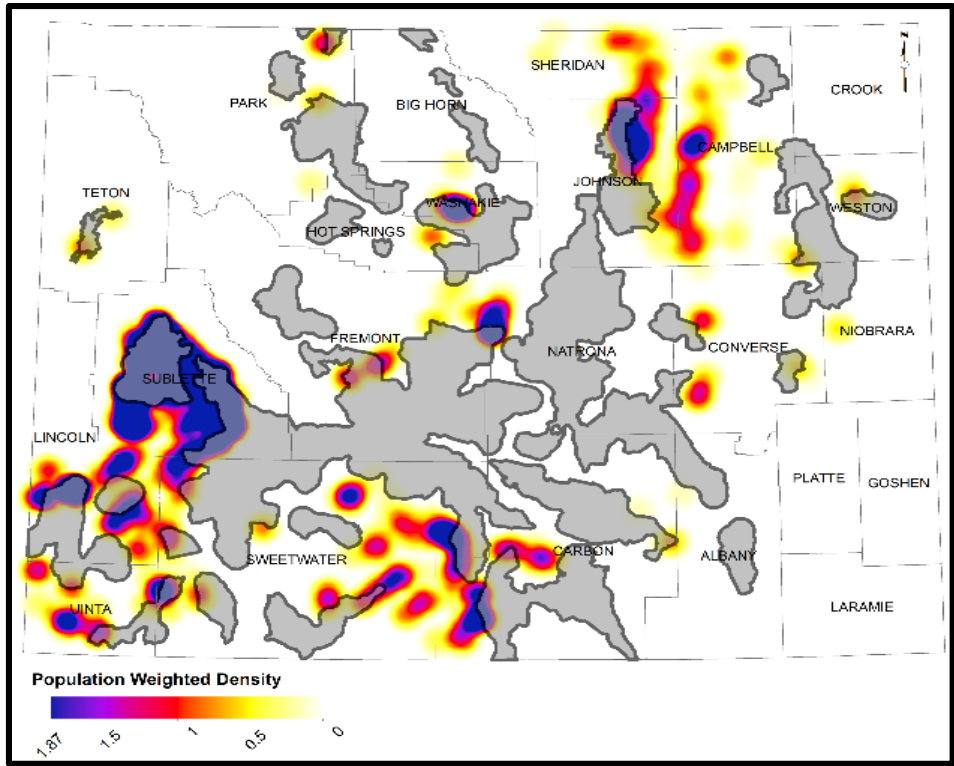 N
SHERIDAN
CROOK
PARK
BIG HORN
CAMPBELL
TETON
JOHNSON
WASHAKIE
WESTON
HOT SPRINGS
FREMONT
NATRONA
CONVERSE
NIOBRARA
SUBLETTE
LINCOLN
PLATTE
GOSHEN
SWEETWATER
CARBON
ALBANY
UINTA
LARAMIE
Population Weighted Density
1.87 1.5 1 0.5 0